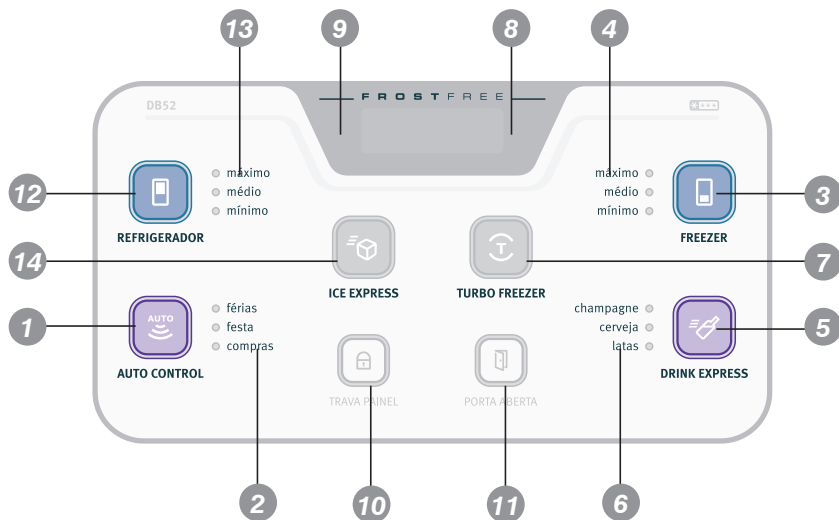 13
9
8
4
FROSTFREE
DB52
máximo
médio
mínimo
máximo
médio
mínimo
12
3
REFRIGERADOR
FREEZER
14
7
ICE EXPRESS
TURBO FREEZER
T
AUTO
férias
festa
compras
champagne
cerveja
latas
1
5
AUTO CONTROL
DRINK EXPRESS
TRAVA PAINEL
PORTA ABERTA
2
10
11
6